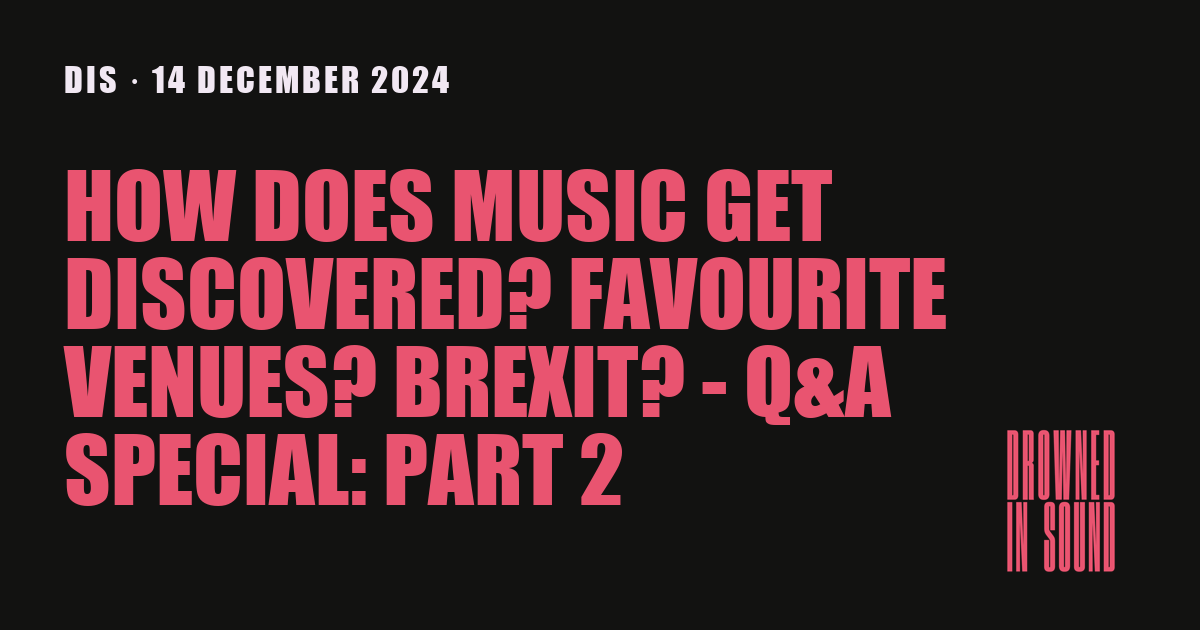 DIS · 14 DECEMBER 2024
HOW DOES MUSIC GET
DISCOVERED? FAVOURITE
VENUES? BREXIT? - Q&A
SPECIAL: PART 2
DROWNED
IN SOUND